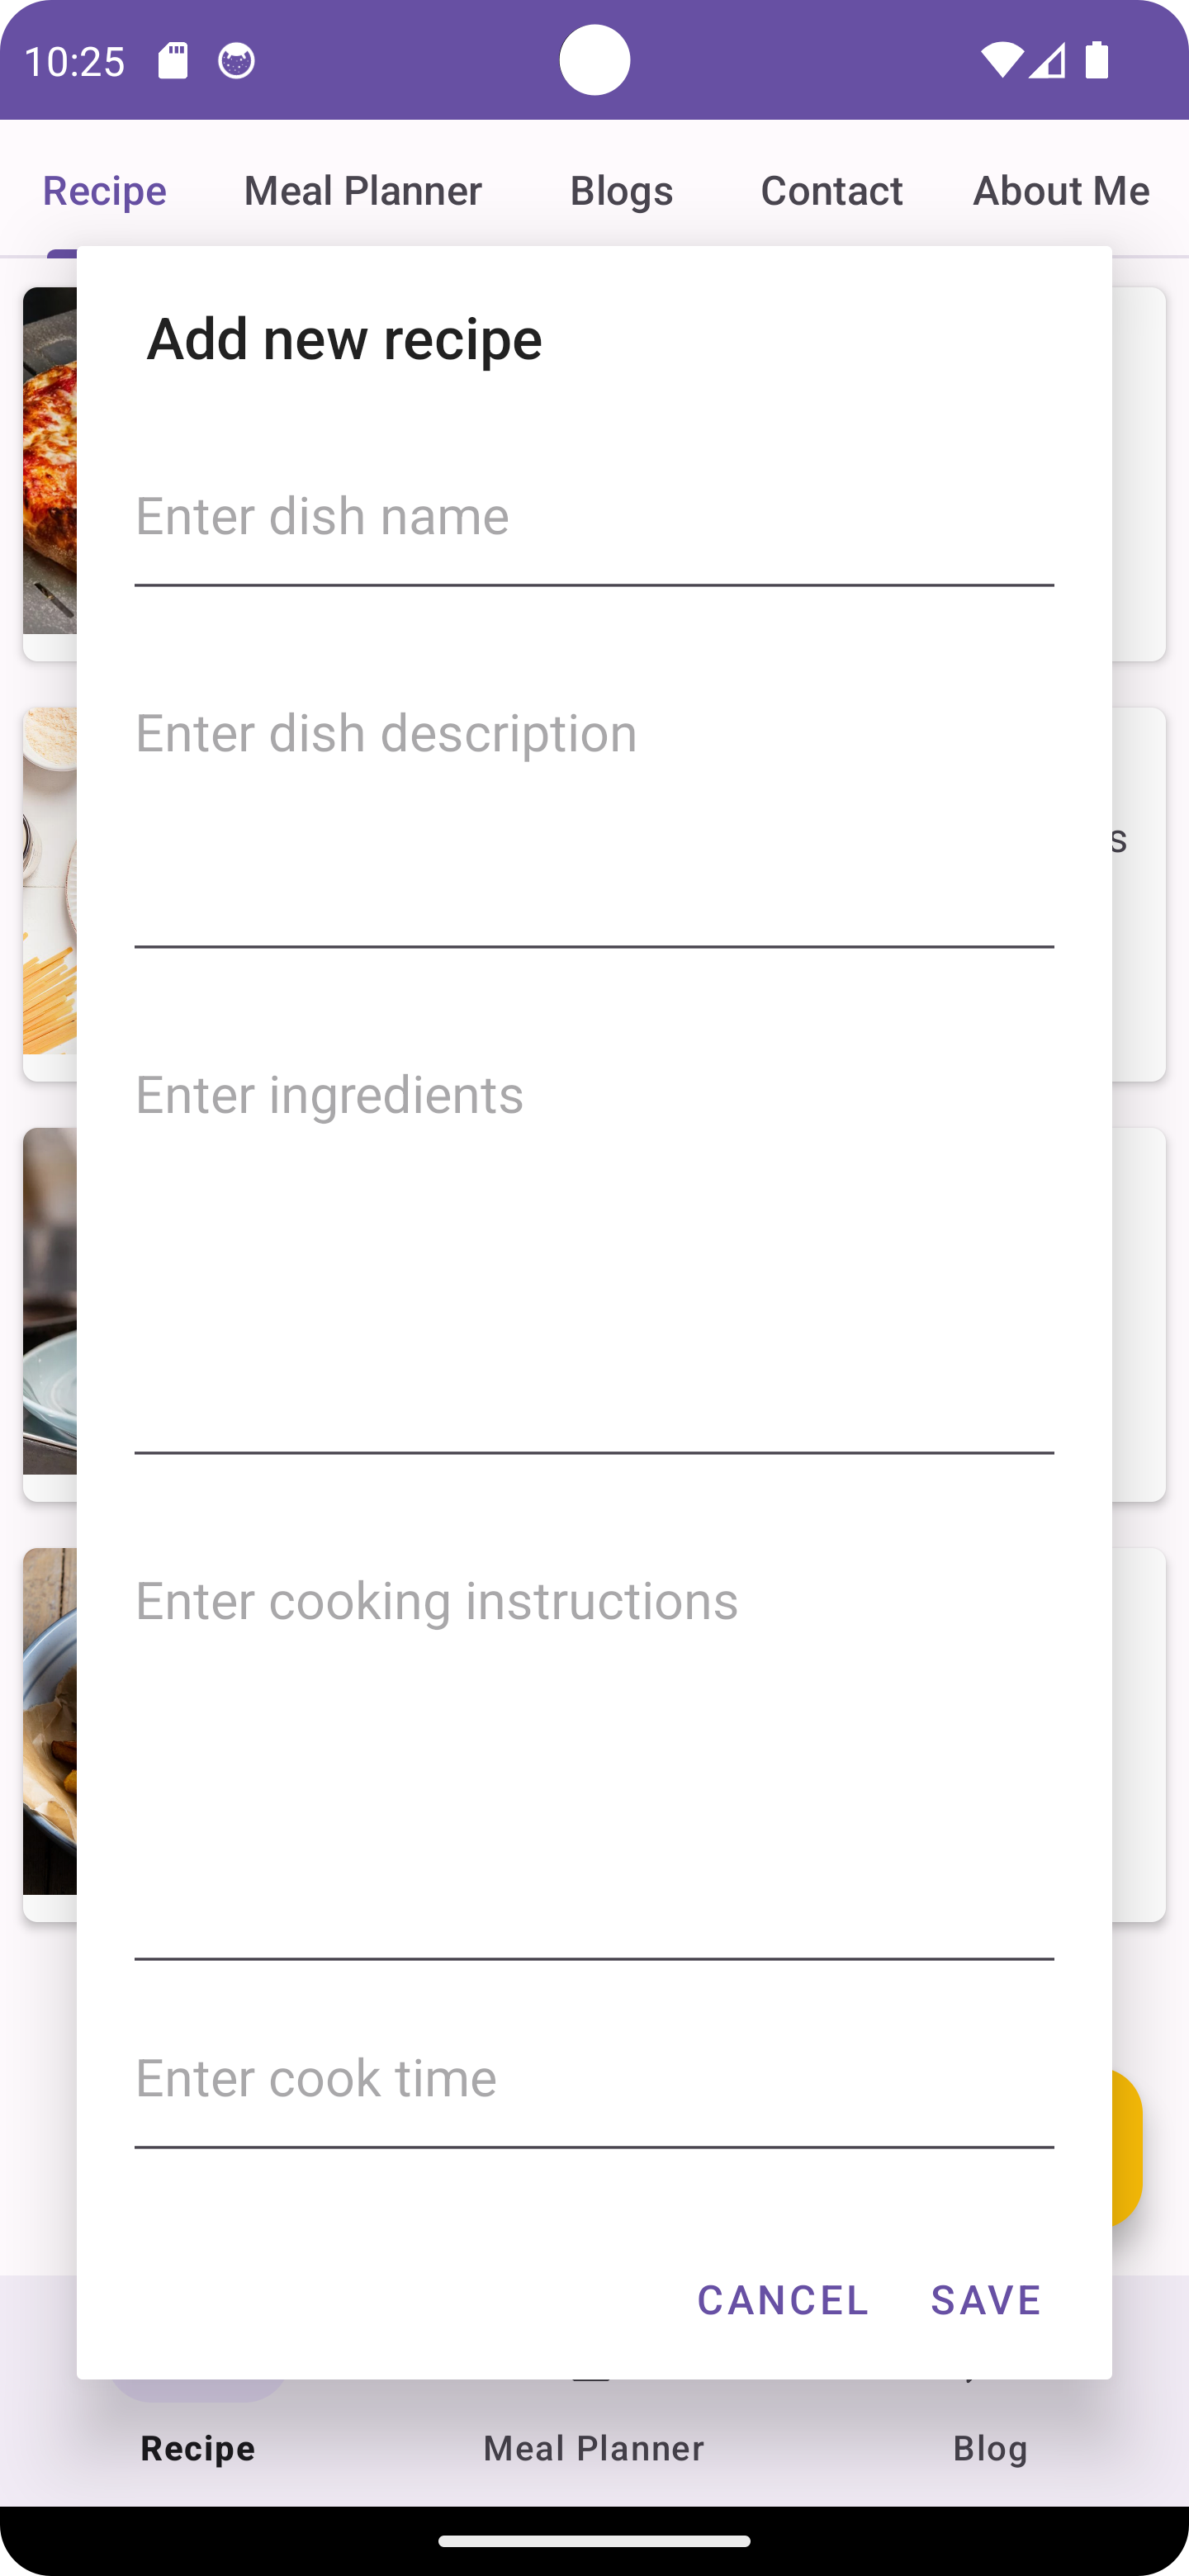 10:25
Recipe Meal Planner Blogs Contact About Me
Add new recipe
Enter dish name
Enter dish description
s
Enter ingredients
Enter cooking instructions
Enter cook time
CANCEL SAVE
Recipe Meal Planner Blog